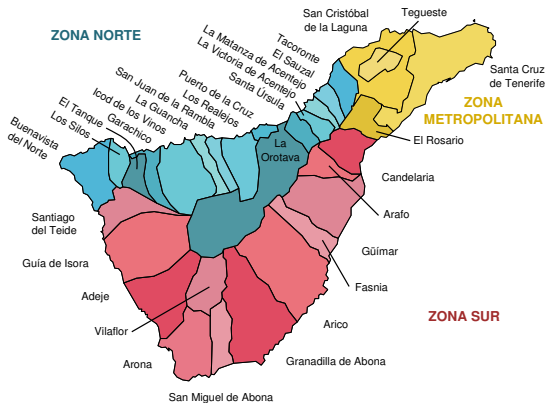 ZONA NORTE
San Cristóbal
de la Laguna
Tegueste
Santa Cruz
de Tenerife
ZONA
METROPOLITANA
El Rosario
Tacoronte
El Sauzal
La Matanza de Acentejo
La Victoria de Acentejo
Santa Úrsula
Puerto de la Cruz
Los Realejos
San Juan de la Rambla
La Guancha
Icod de los Vinos
Garachico
El Tanque
Los Silos
Buenavista
del Norte
La
Orotava
Candelaria
Arafo
Güímar
Fasnia
Arico
ZONA SUR
Granadilla de Abona
San Miguel de Abona
Arona
Vilaflor
Adeje
Guía de Isora
Santiago
del Teide